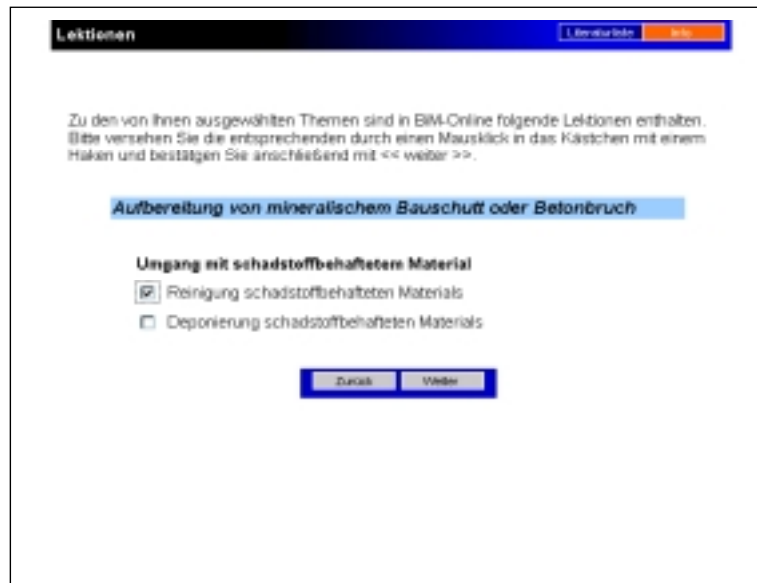 Lektionen
Literaturliste Info
Zu den von Ihnen ausgewählten Themen sind in BiM-Online folgende Lektionen enthalten.
Bitte versehen Sie die entsprechenden durch einen Mausklick in das Kästchen mit einem
Haken und bestätigen Sie anschließend mit << weiter >>.
Aufbereitung von mineralischem Bauschutt oder Betonbruch
Umgang mit schadstoffbehaftetem Material
Reinigung schadstoffbehafteten Materials
Deponierung schadstoffbehafteten Materials
Zurück Weiter